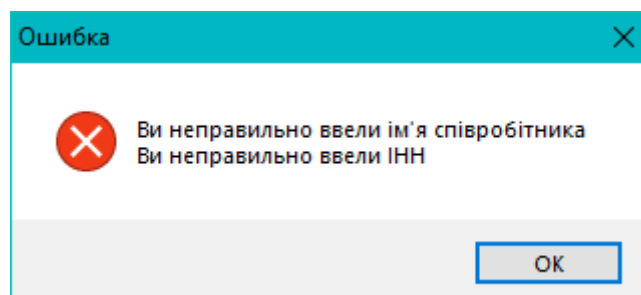 Ошибка
Ви неправильно ввели ім'я співробітника
Ви неправильно ввели ІНН
OK